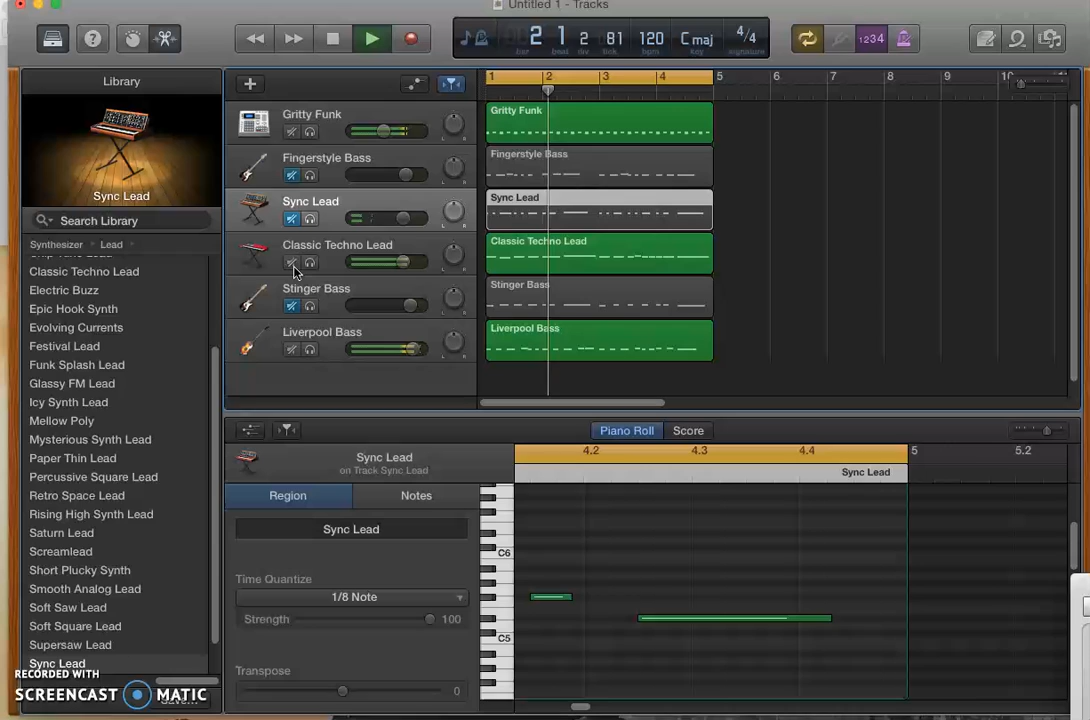 Untitled 1 - Tracks
2 1 2 81 120 C maj 4/4
bar beat div bpm key signature
1234
Library
Sync Lead
Search Library
Synthesizer Lead
Classic Techno Lead
Electric Buzz
Epic Hook Synth
Evolving Currents
Festival Lead
Funk Splash Lead
Glassy FM Lead
Icy Synth Lead
Mellow Poly
Mysterious Synth Lead
Paper Thin Lead
Percussive Square Lead
Retro Space Lead
Rising High Synth Lead
Saturn Lead
Screamlead
Short Plucky Synth
Smooth Analog Lead
Soft Saw Lead
Soft Square Lead
Supersaw Lead
Sync Lead
RECORDED WITH
SCREENCAST MATIC
Gritty Funk
L R
Fingerstyle Bass
L R
Sync Lead
L R
Classic Techno Lead
L R
Stinger Bass
L R
Liverpool Bass
L R
1 2 3 4 5 6 7 8 9 10
Gritty Funk
Fingerstyle Bass
Sync Lead
Classic Techno Lead
Stinger Bass
Liverpool Bass
Piano Roll Score
Sync Lead
on Track Sync Lead
Region Notes
Sync Lead
Time Quantize
1/8 Note
Strength 100
Transpose
0
4.2 4.3 4.4 5 5.2
Sync Lead
C6
C5